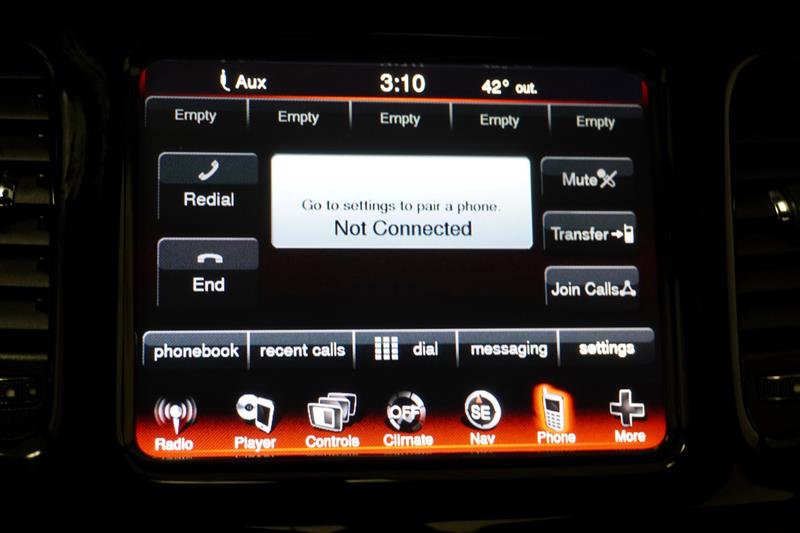 Aux 3:10 42° out.
Empty Empty Empty Empty Empty
Redial
End
Go to settings to pair a phone.
Not Connected
Mute
Transfer
Join Calls
phonebook recent calls dial messaging settings
OFF SE
Radio Player Controls Climate Nav Phone More